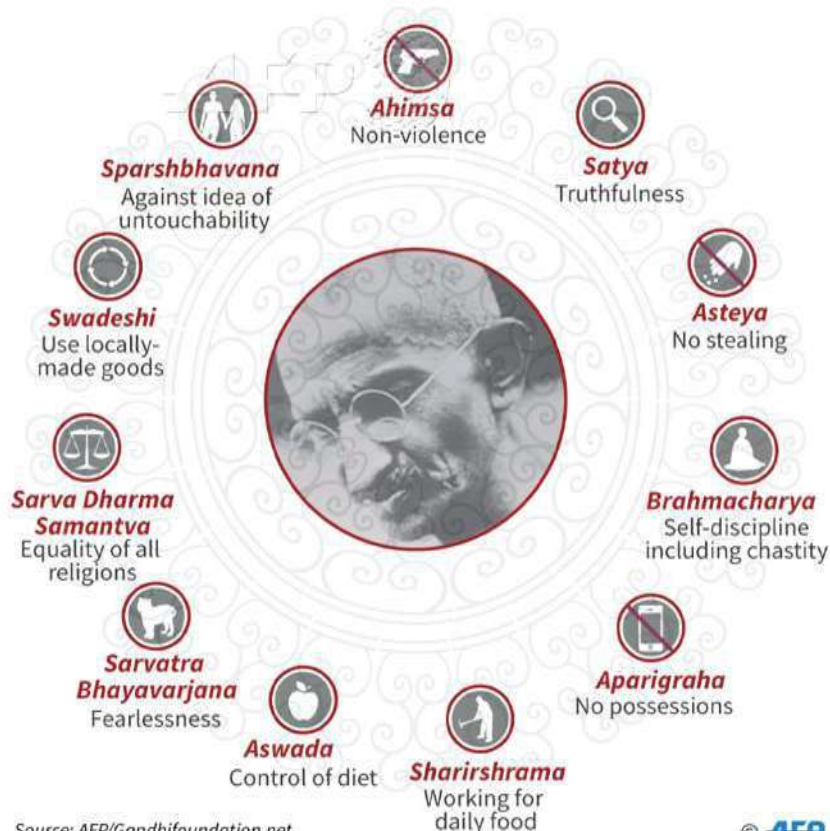 AFP
Ahimsa
Non-violence
Satya
Truthfulness
Asteya
No stealing
Brahmacharya
Self-discipline
including chastity
Aparigraha
No possessions
Sharirshrama
Working for
daily food
Aswada
Control of diet
Sarvatra
Bhayavarjana
Fearlessness
Sarva Dharma
Samantva
Equality of all
religions
Swadeshi
Use locally-
made goods
Sparshbhavana
Against idea of
untouchability
Source: AFP/Gandhifoundation.net
© AFP